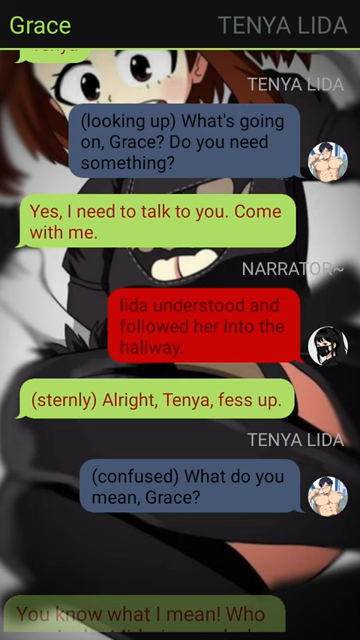 Grace TENYA LIDA
Tenya
TENYA LIDA
(looking up) What's going
on, Grace? Do you need
something?
Yes, I need to talk to you. Come
with me.
NARRATOR~
Iida understood and
followed her into the
hallway.
(sternly) Alright, Tenya, fess up.
TENYA LIDA
(confused) What do you
mean, Grace?
You know what I mean! Who